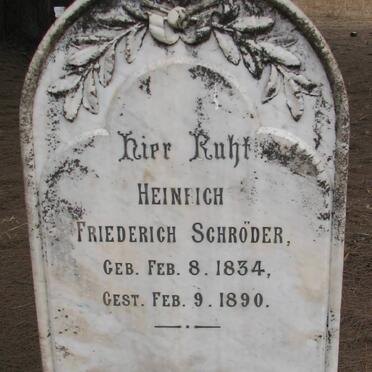 Hier Ruht
HEINRICH
FRIEDERICH SCHRÖDER,
GEB. FEB. 8. 1834,
GEST. FEB. 9. 1890.